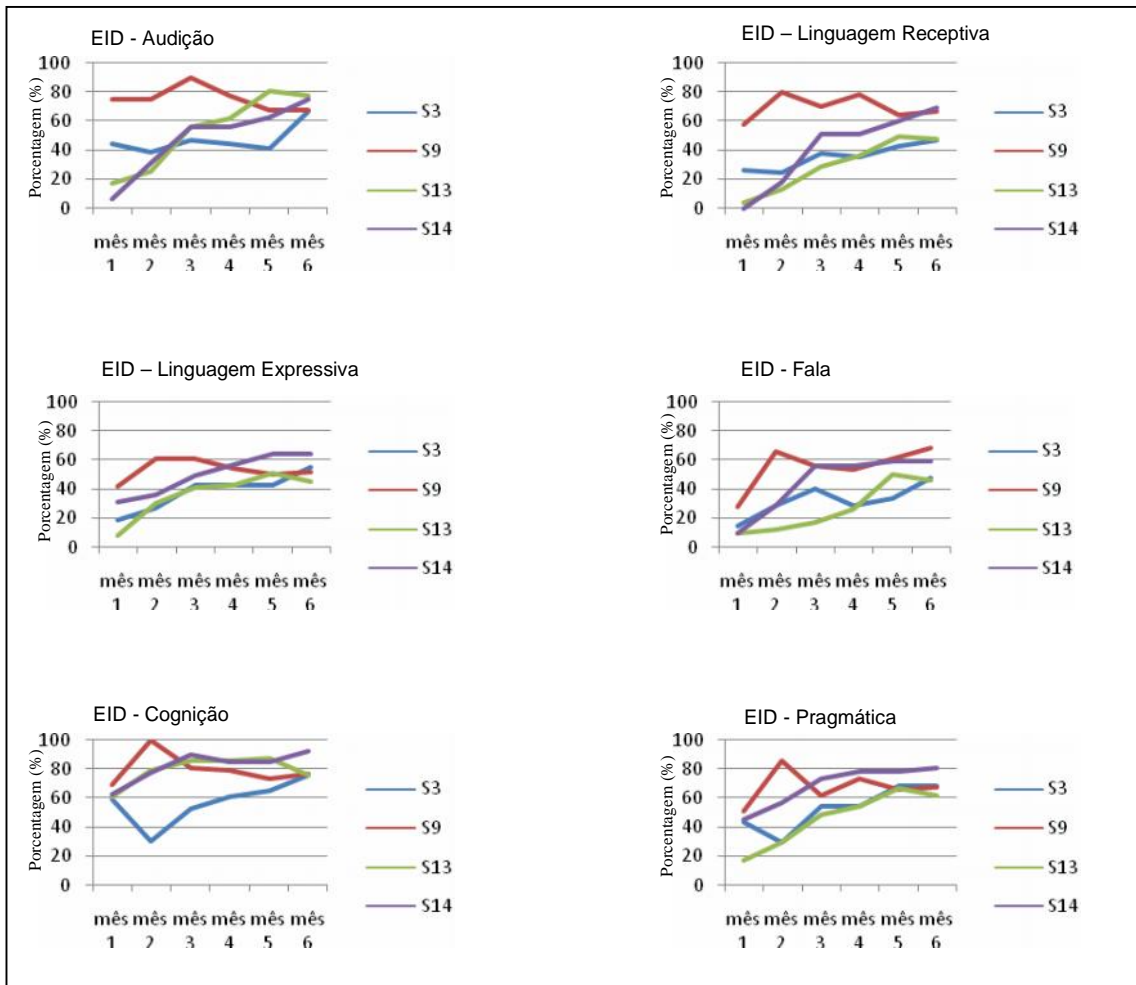 EID - Audição
Porcentagem (%)
100
80
60
40
20
0
mês mês mês mês mês mês
1 2 3 4 5 6
S3
S9
S13
S14
EID – Linguagem Receptiva
Porcentagem (%)
100
80
60
40
20
0
mês mês mês mês mês mês
1 2 3 4 5 6
S3
S9
S13
S14
EID – Linguagem Expressiva
Porcentagem (%)
100
80
60
40
20
0
mês mês mês mês mês mês
1 2 3 4 5 6
S3
S9
S13
S14
EID - Fala
Porcentagem (%)
100
80
60
40
20
0
mês mês mês mês mês mês
1 2 3 4 5 6
S3
S9
S13
S14
EID - Cognição
Porcentagem (%)
100
80
60
40
20
0
mês mês mês mês mês mês
1 2 3 4 5 6
S3
S9
S13
S14
EID - Pragmática
Porcentagem (%)
100
80
60
40
20
0
mês mês mês mês mês mês
1 2 3 4 5 6
S3
S9
S13
S14